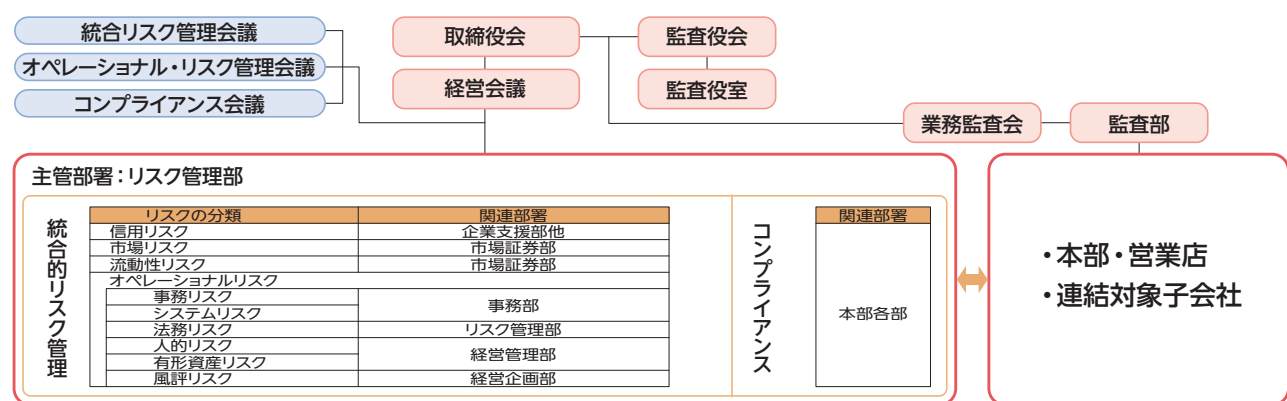 統合リスク管理会議
オペレーショナル・リスク管理会議
コンプライアンス会議
取締役会
監査役会
経営会議
監査役室
業務監査会
監査部
主管部署：リスク管理部
統合的リスク管理
リスクの分類 関連部署
信用リスク 企業支援部他
市場リスク 市場証券部
流動性リスク 市場証券部
オペレーショナルリスク
事務リスク
システムリスク
事務部
法務リスク リスク管理部
人的リスク
有形資産リスク
経営管理部
風評リスク 経営企画部
コンプライアンス
関連部署
本部各部
・本部・営業店
・連結対象子会社